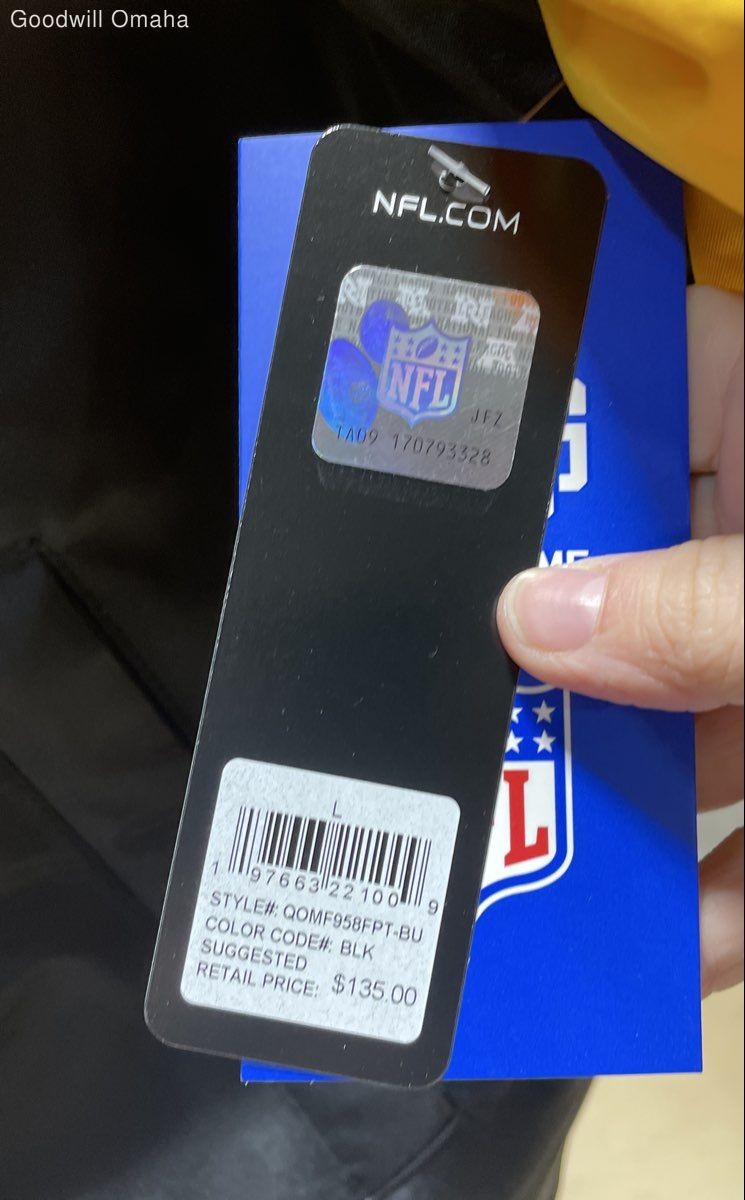 Goodwill Omaha
NFL.COM
NFL
JFZ
TA09 170793328
L
1 97663 22100 9
STYLE#: QOMF958FPT-BU
COLOR CODE#: BLK
SUGGESTED
RETAIL PRICE: $135.00